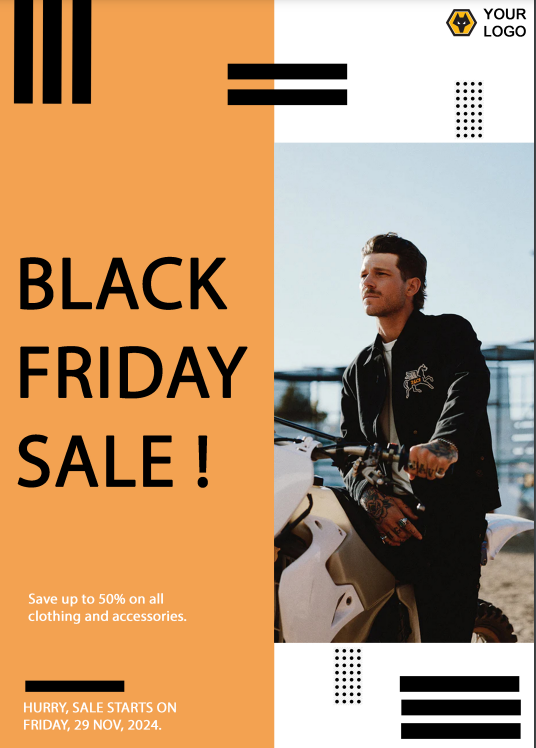 YOUR
LOGO
BLACK
FRIDAY
SALE !
Save up to 50% on all
clothing and accessories.
HURRY, SALE STARTS ON
FRIDAY, 29 NOV, 2024.